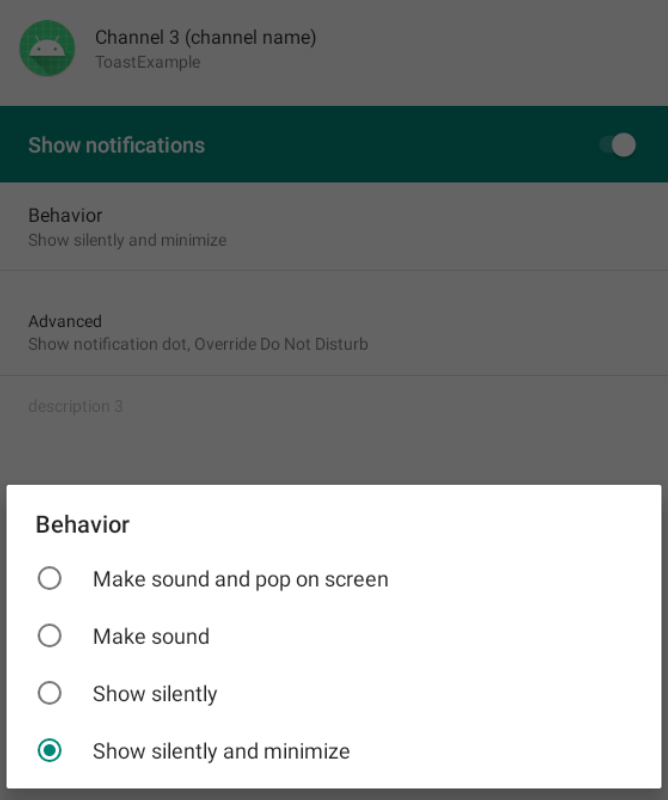 Channel 3 (channel name)
ToastExample
Show notifications
Behavior
Show silently and minimize
Advanced
Show notification dot, Override Do Not Disturb
description 3
Behavior
Make sound and pop on screen
Make sound
Show silently
Show silently and minimize